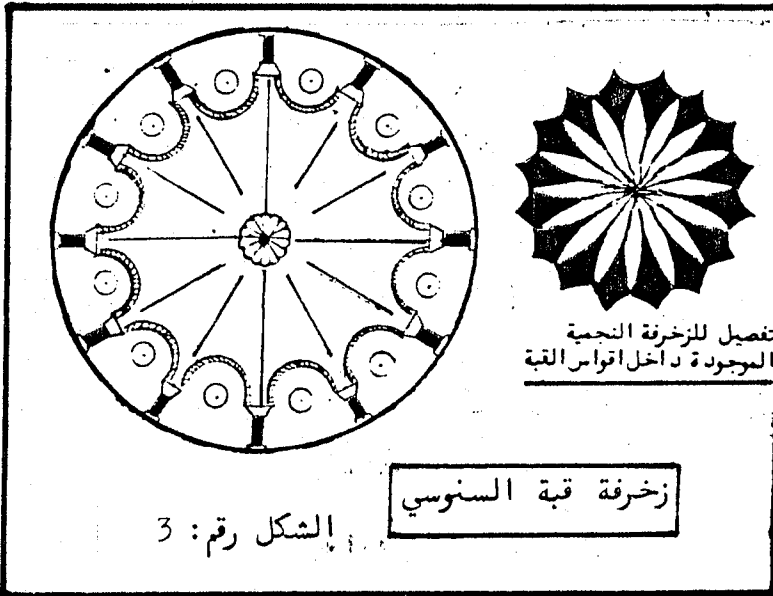 تفصيل للزخرفة النجمية
الموجودة داخل اقواس القبة
زخرفة قبة السنوسي
الشكل رقم: 3